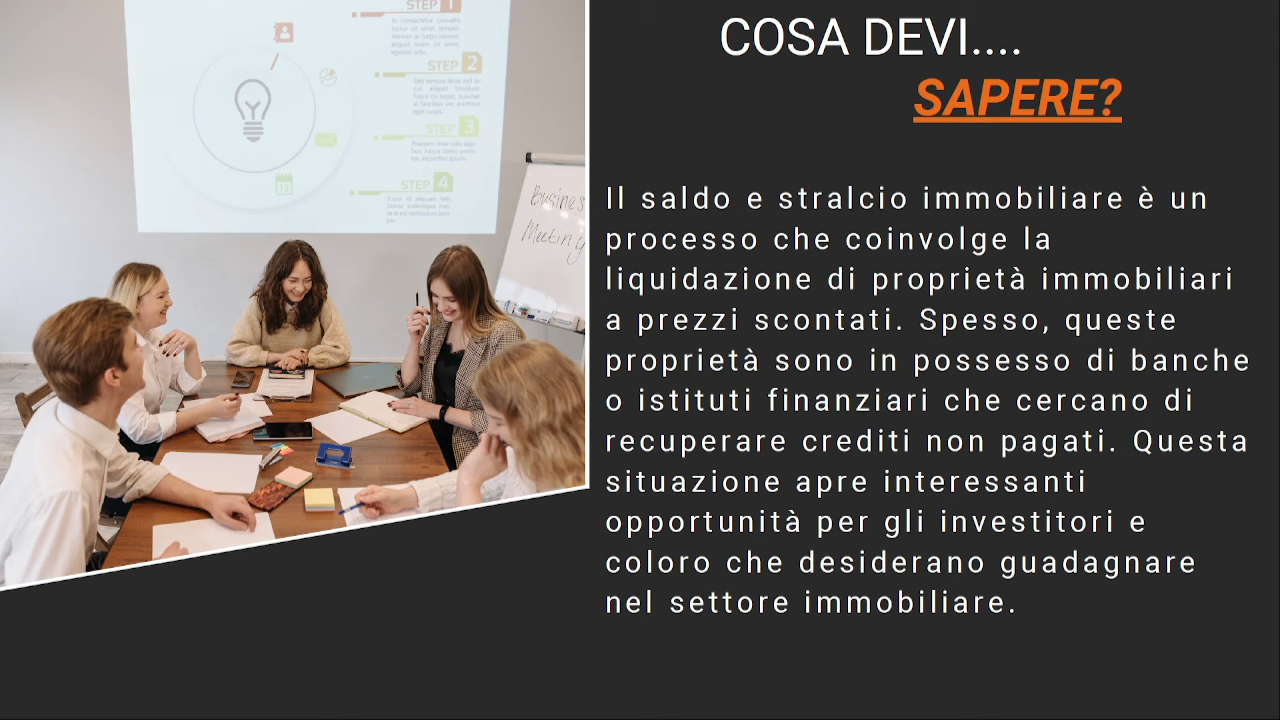 COSA DEVI....
SAPERE?
Il saldo e stralcio immobiliare è un
processo che coinvolge la
liquidazione di proprietà immobiliari
a prezzi scontati. Spesso, queste
proprietà sono in possesso di banche
o istituti finanziari che cercano di
recuperare crediti non pagati. Questa
situazione apre interessanti
opportunità per gli investitori e
coloro che desiderano guadagnare
nel settore immobiliare.
STEP 1
STEP 2
STEP 3
STEP 4
Business
Meeting